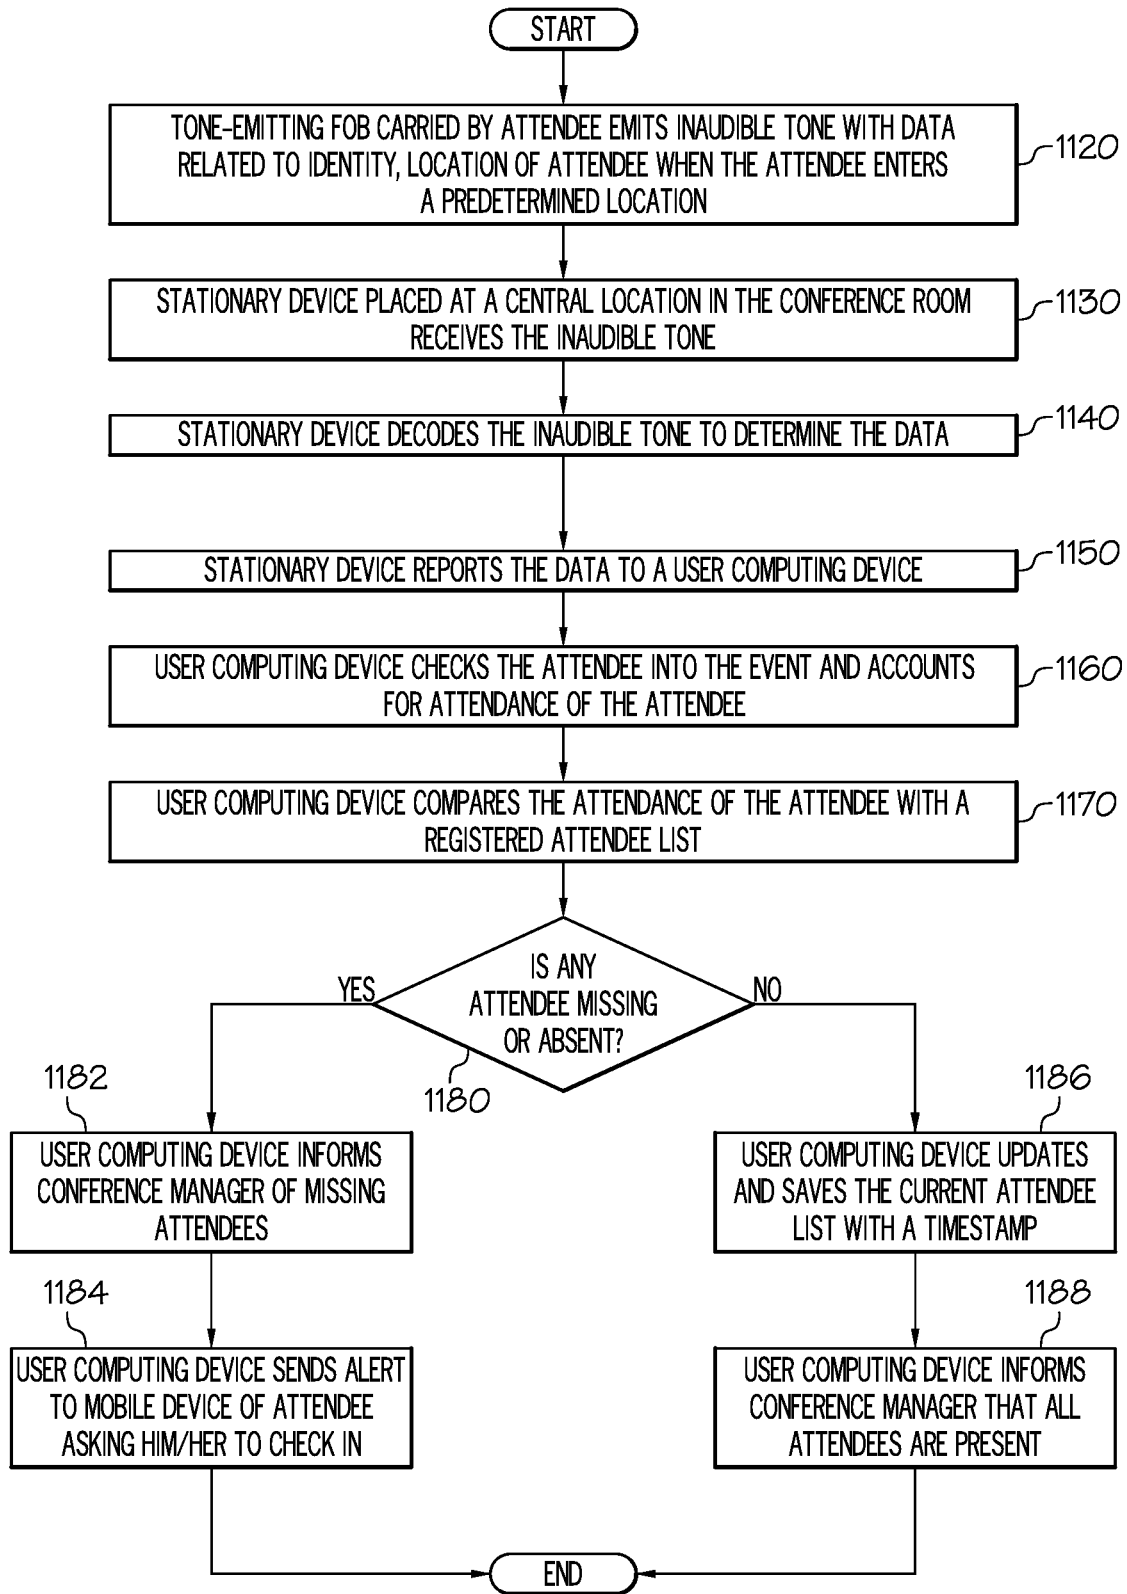 START
TONE-EMITTING FOB CARRIED BY ATTENDEE EMITS INAUDIBLE TONE WITH DATA
RELATED TO IDENTITY, LOCATION OF ATTENDEE WHEN THE ATTENDEE ENTERS
A PREDETERMINED LOCATION
1120
STATIONARY DEVICE PLACED AT A CENTRAL LOCATION IN THE CONFERENCE ROOM
RECEIVES THE INAUDIBLE TONE
1130
STATIONARY DEVICE DECODES THE INAUDIBLE TONE TO DETERMINE THE DATA
1140
STATIONARY DEVICE REPORTS THE DATA TO A USER COMPUTING DEVICE
1150
USER COMPUTING DEVICE CHECKS THE ATTENDEE INTO THE EVENT AND ACCOUNTS
FOR ATTENDANCE OF THE ATTENDEE
1160
USER COMPUTING DEVICE COMPARES THE ATTENDANCE OF THE ATTENDEE WITH A
REGISTERED ATTENDEE LIST
1170
IS ANY
ATTENDEE MISSING
OR ABSENT?
YES
NO
1180
1182
USER COMPUTING DEVICE INFORMS
CONFERENCE MANAGER OF MISSING
ATTENDEES
1184
USER COMPUTING DEVICE SENDS ALERT
TO MOBILE DEVICE OF ATTENDEE
ASKING HIM/HER TO CHECK IN
1186
USER COMPUTING DEVICE UPDATES
AND SAVES THE CURRENT ATTENDEE
LIST WITH A TIMESTAMP
1188
USER COMPUTING DEVICE INFORMS
CONFERENCE MANAGER THAT ALL
ATTENDEES ARE PRESENT
END